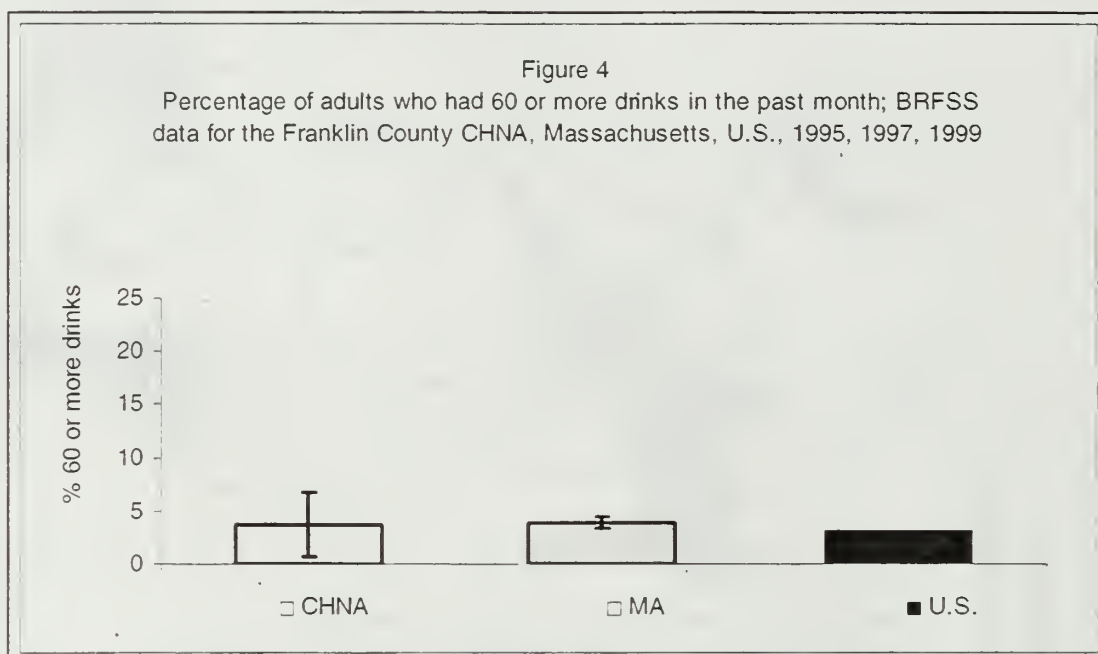 Figure 4
Percentage of adults who had 60 or more drinks in the past month; BRFSS
data for the Franklin County CHNA, Massachusetts, U.S., 1995, 1997, 1999
% 60 or more drinks
25
20
15
10
5
0
CHNA
MA
U.S.